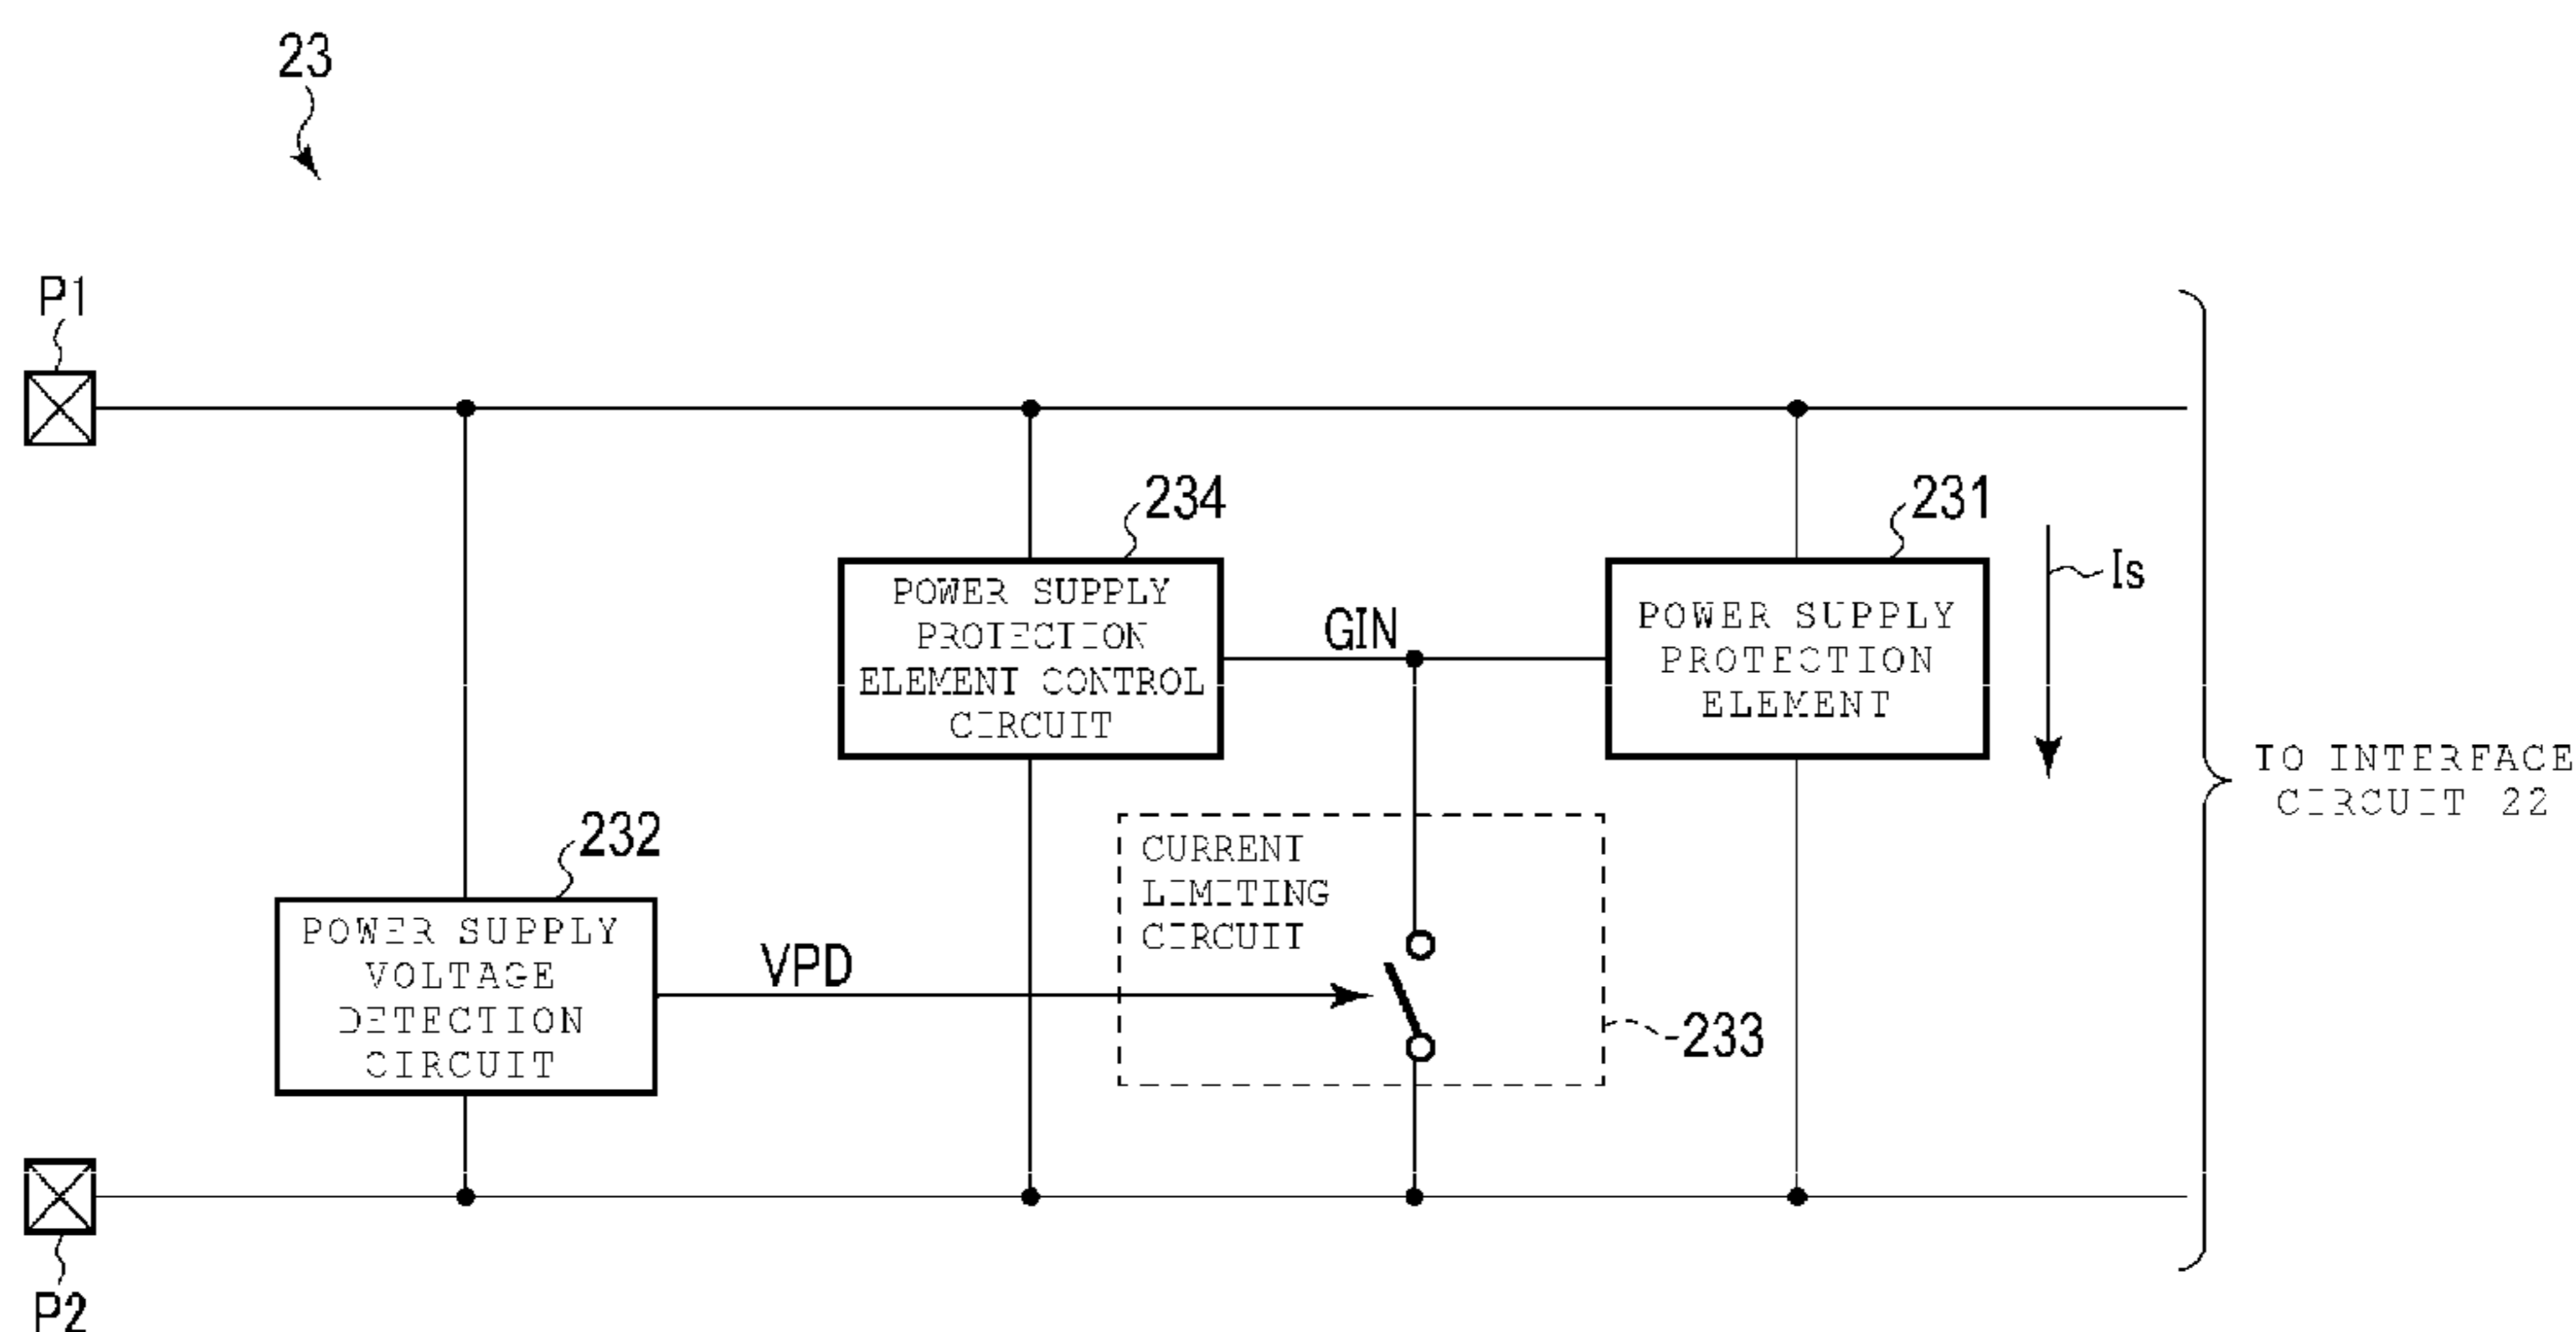 23
P1
234
231
POWER SUPPLY
PROTECTION
ELEMENT CONTROL
CIRCUIT
GIN
POWER SUPPLY
PROTECTION
ELEMENT
Is
TO INTERFACE
CIRCUIT 22
232
POWER SUPPLY
VOLTAGE
DETECTION
CIRCUIT
VPD
CURRENT
LIMITING
CIRCUIT
233
P2